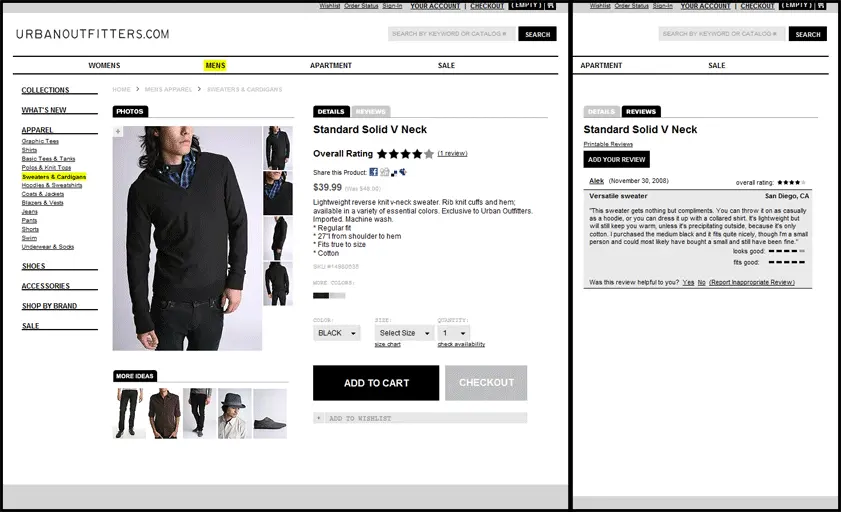 Wishlist Order Status Sign-In YOUR ACCOUNT | CHECKOUT (EMPTY)
URBANOUTFITTERS.COM
SEARCH BY KEYWORD OR CATALOG # SEARCH
WOMENS MENS APARTMENT SALE
COLLECTIONS
WHAT'S NEW
APPAREL
Graphic Tees
Shirts
Basic Tees & Tanks
Polos & Knit Tops
Sweaters & Cardigans
Hoodies & Sweatshirts
Coats & Jackets
Blazers & Vests
Jeans
Pants
Shorts
Swim
Underwear & Socks
SHOES
ACCESSORIES
SHOP BY BRAND
SALE
HOME > MENS APPAREL > SWEATERS & CARDIGANS
PHOTOS
+
MORE IDEAS
DETAILS REVIEWS
Standard Solid V Neck
Overall Rating (1 review)
Share this Product:
$39.99 (Was $48.00)
Lightweight reverse knit v-neck sweater. Rib knit cuffs and hem;
available in a variety of essential colors. Exclusive to Urban Outfitters.
Imported. Machine wash.
* Regular fit
* 27"l from shoulder to hem
* Fits true to size
* Cotton
MORE COLORS:
COLOR: SIZE: QUANTITY:
BLACK Select Size 1
size chart check availability
ADD TO CART CHECKOUT
+ ADD TO WISHLIST
Wishlist Order Status Sign-In YOUR ACCOUNT | CHECKOUT (EMPTY)
SEARCH BY KEYWORD OR CATALOG # SEARCH
APARTMENT SALE
DETAILS REVIEWS
Standard Solid V Neck
Printable Reviews
ADD YOUR REVIEW
Alek (November 30, 2008) overall rating:
Versatile sweater San Diego, CA
"This sweater gets nothing but compliments. You can throw it on as casually
as a hoodie, or you can dress it up with a collared shirt. It's lightweight but
will still keep you warm, unless it's precipitating outside, because it's only
cotton. I purchased the medium black and it fits quite nicely, though I'm a small
person and could most likely have bought a small and still have been fine."
looks good:
fits good:
Was this review helpful to you? Yes No (Report Inappropriate Review)